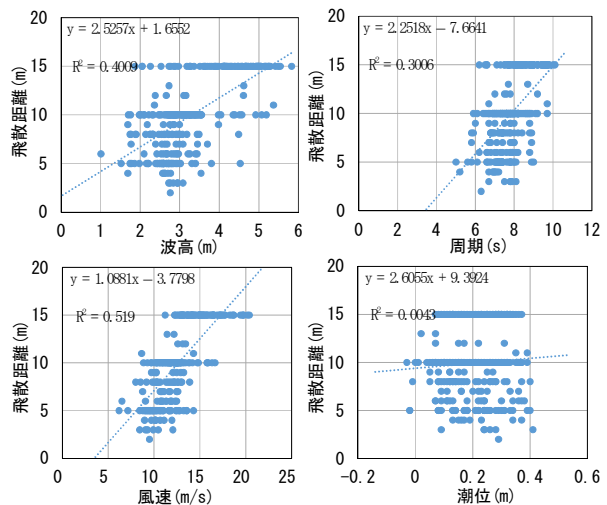 y = 2.5257x + 1.6552
R² = 0.4009
20
15
10
5
0
0 1 2 3 4 5 6
飛散距離(m)
波高(m)
y = 2.2518x − 7.6641
R² = 0.3006
20
15
10
5
0
0 2 4 6 8 10 12
飛散距離(m)
周期(s)
y = 1.0881x − 3.7798
R² = 0.519
20
15
10
5
0
0 5 10 15 20 25
飛散距離(m)
風速(m/s)
y = 2.6055x + 9.3924
R² = 0.0043
20
15
10
5
0
-0.2 0 0.2 0.4 0.6
飛散距離(m)
潮位(m)